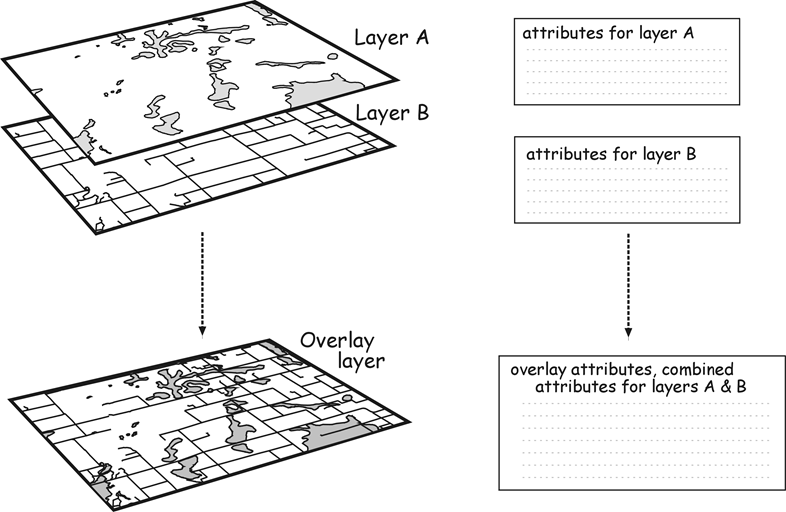 Layer A
Layer B
attributes for layer A
attributes for layer B
Overlay
layer
overlay attributes, combined
attributes for layers A & B